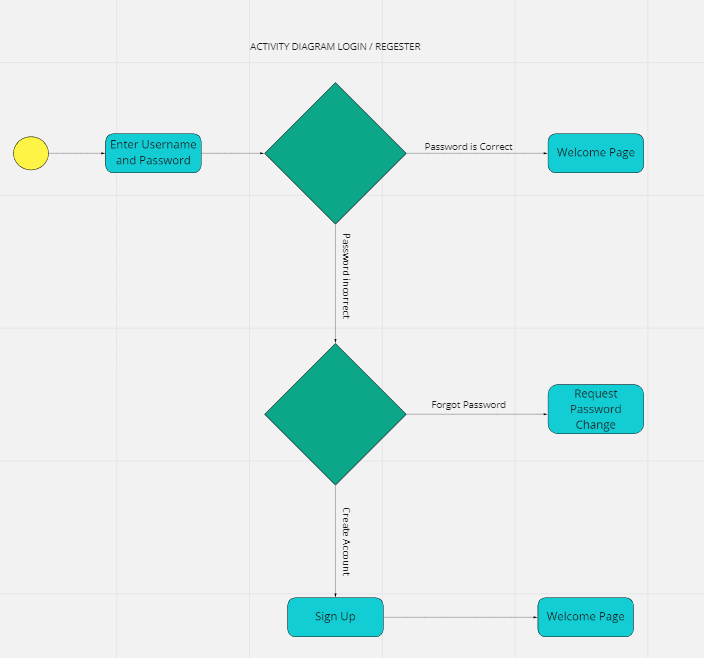 ACTIVITY DIAGRAM LOGIN / REGESTER
Enter Username
and Password
Password is Correct
Welcome Page
Password incorrect
Forgot Password
Request
Password
Change
Create Account
Sign Up
Welcome Page